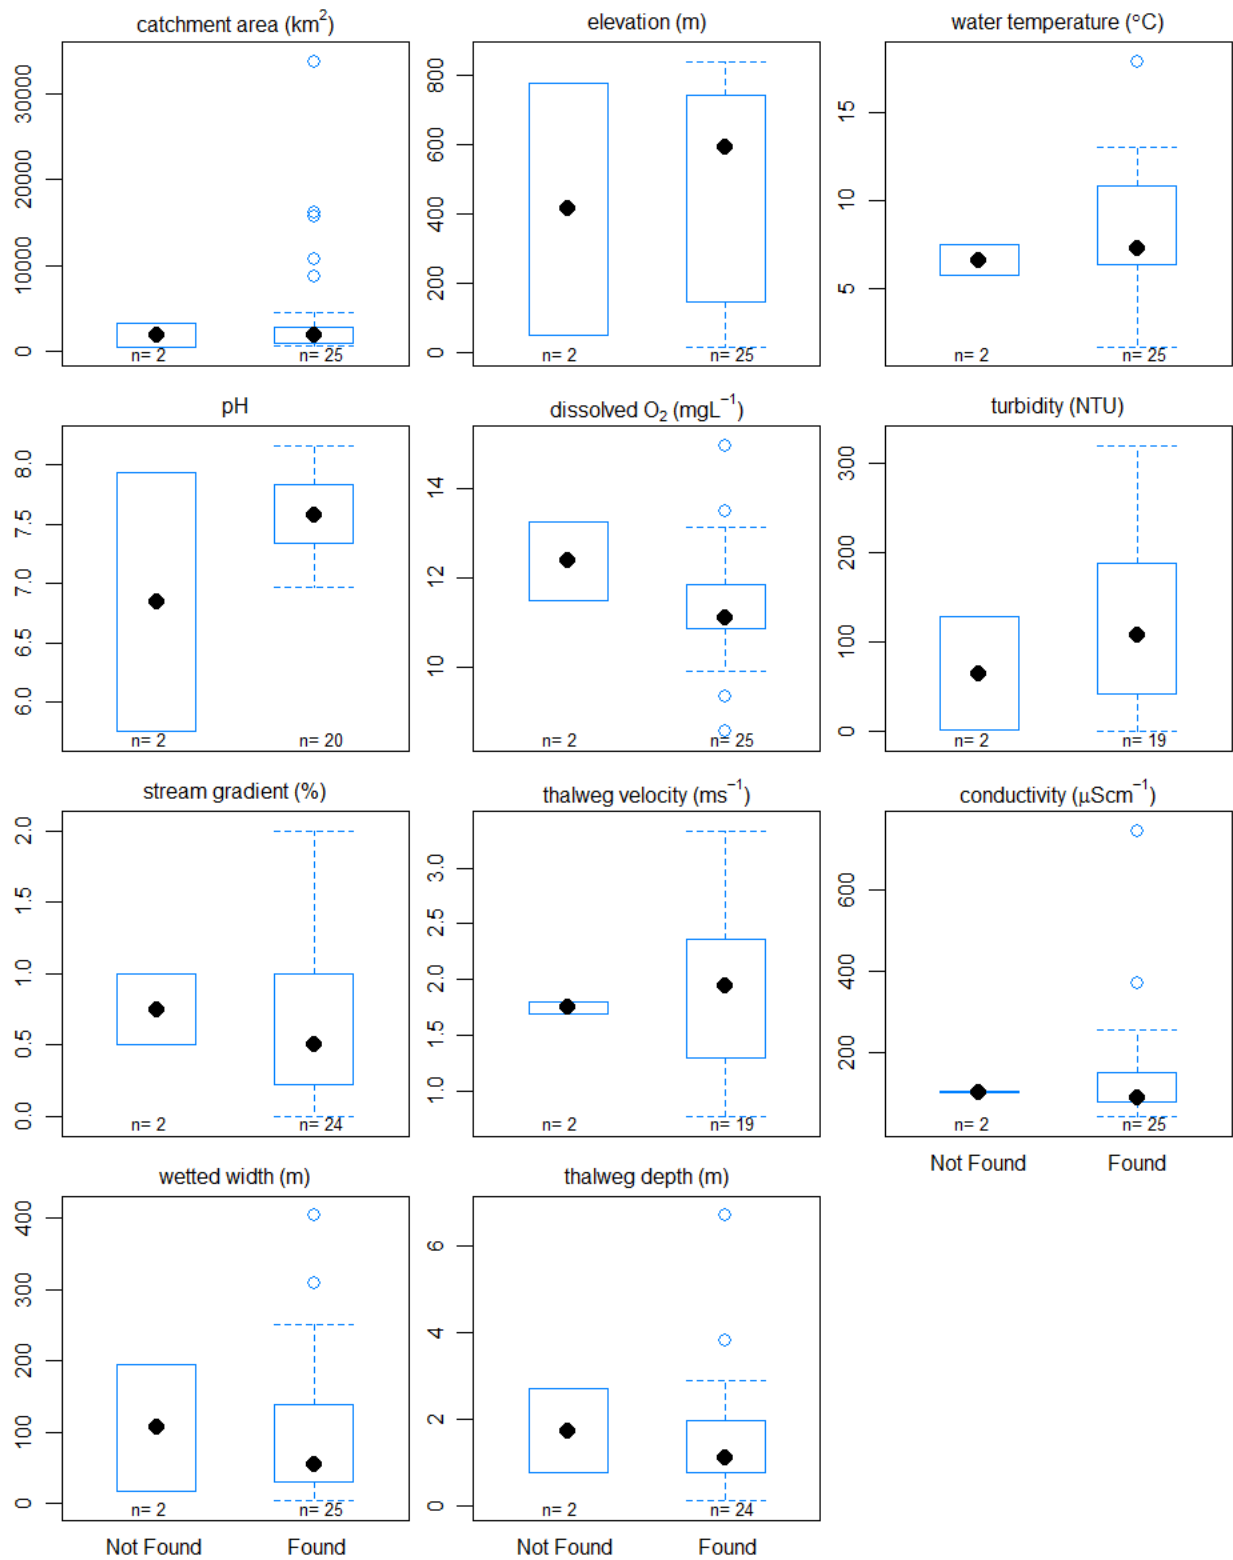 catchment area (km²)
30000
20000
10000
0
n= 2
n= 25
elevation (m)
800
600
400
200
0
n= 2
n= 25
water temperature (°C)
15
10
5
n= 2
n= 25
pH
8.0
7.5
7.0
6.5
6.0
n= 2
n= 20
dissolved O₂ (mgL⁻¹)
14
12
10
n= 2
n= 25
turbidity (NTU)
300
200
100
0
n= 2
n= 19
stream gradient (%)
2.0
1.5
1.0
0.5
0.0
n= 2
n= 24
thalweg velocity (ms⁻¹)
3.0
2.5
2.0
1.5
1.0
n= 2
n= 19
conductivity (μScm⁻¹)
600
400
200
n= 2
n= 25
Not Found
Found
wetted width (m)
400
300
200
100
0
n= 2
n= 25
Not Found
Found
thalweg depth (m)
6
4
2
0
n= 2
n= 24
Not Found
Found